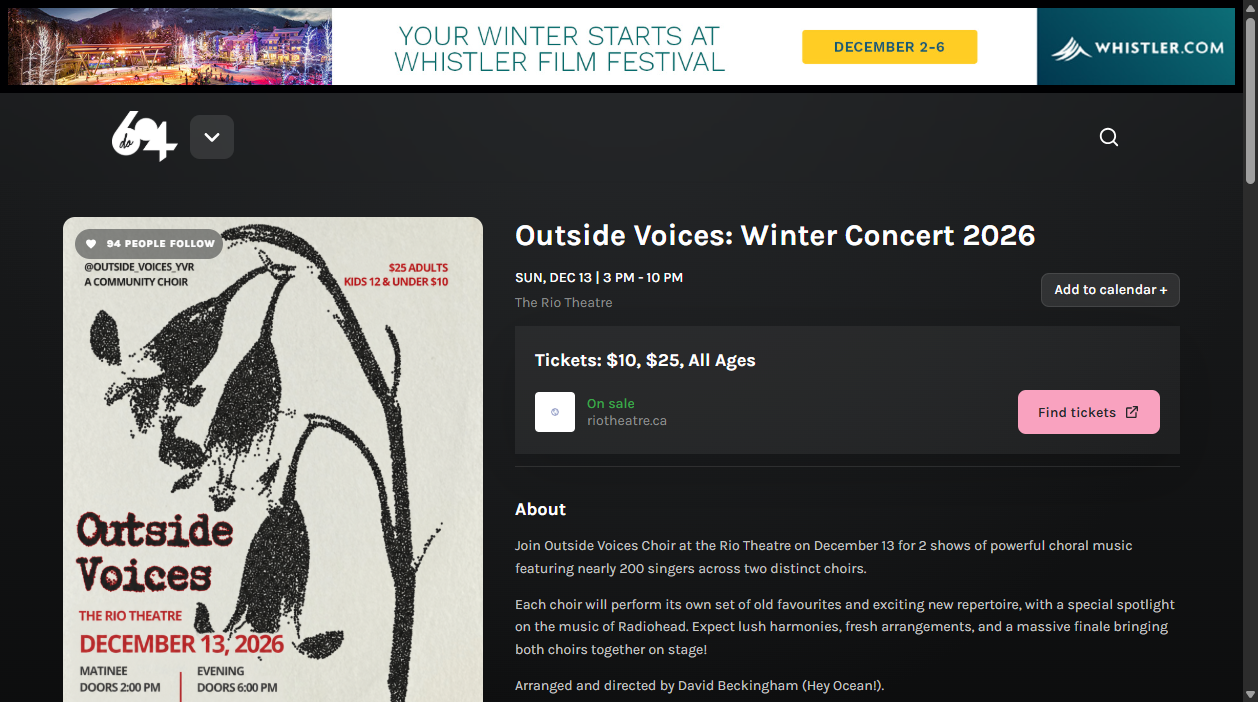 YOUR WINTER STARTS AT
WHISTLER FILM FESTIVAL
DECEMBER 2-6
WHISTLER.COM
do604
94 PEOPLE FOLLOW
@OUTSIDE_VOICES_YVR
A COMMUNITY CHOIR
$25 ADULTS
KIDS 12 & UNDER $10
Outside
Voices
THE RIO THEATRE
DECEMBER 13, 2026
MATINEE
DOORS 2:00 PM
EVENING
DOORS 6:00 PM
Outside Voices: Winter Concert 2026
SUN, DEC 13 | 3 PM - 10 PM
The Rio Theatre
Add to calendar +
Tickets: $10, $25, All Ages
On sale
riotheatre.ca
Find tickets
About
Join Outside Voices Choir at the Rio Theatre on December 13 for 2 shows of powerful choral music
featuring nearly 200 singers across two distinct choirs.
Each choir will perform its own set of old favourites and exciting new repertoire, with a special spotlight
on the music of Radiohead. Expect lush harmonies, fresh arrangements, and a massive finale bringing
both choirs together on stage!
Arranged and directed by David Beckingham (Hey Ocean!).